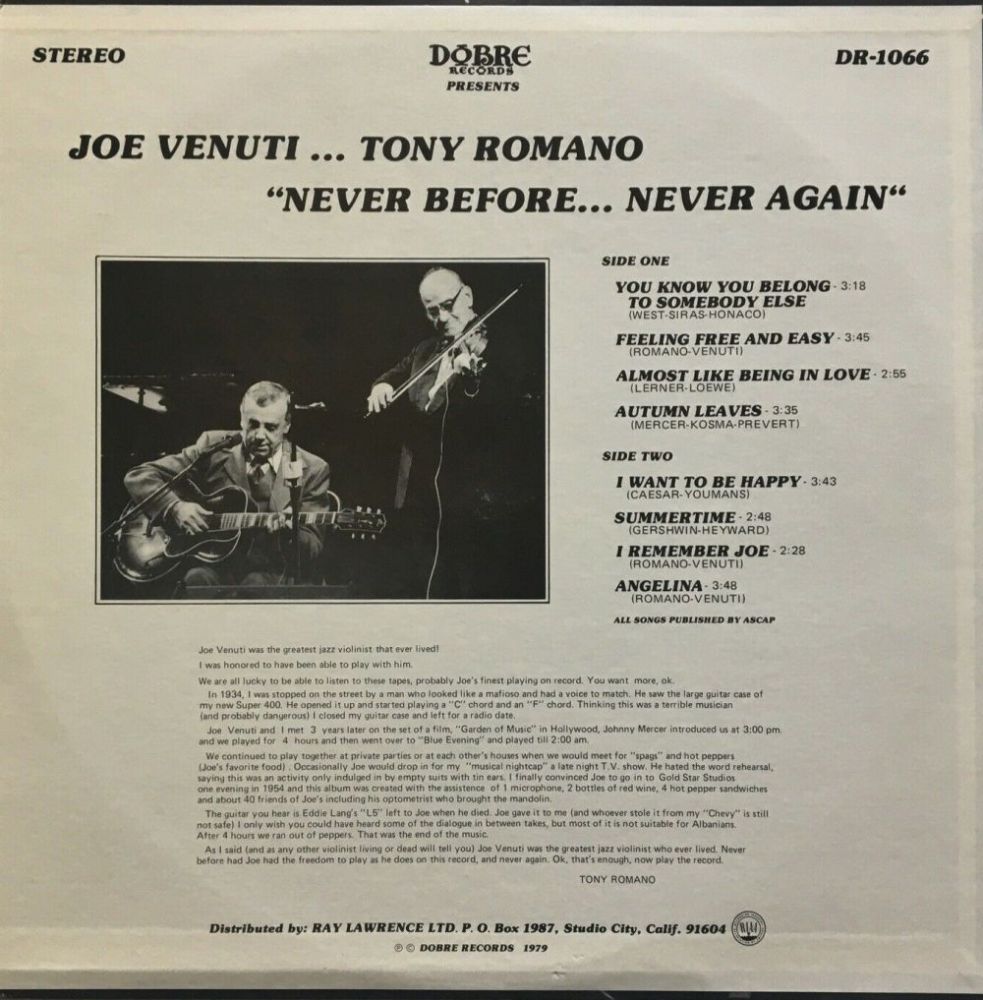 STEREO
DOBRE
RECORDS
PRESENTS
DR-1066
JOE VENUTI ... TONY ROMANO
“NEVER BEFORE... NEVER AGAIN“
SIDE ONE
YOU KNOW YOU BELONG - 3:18
TO SOMEBODY ELSE
(WEST-SIRAS-HONACO)
FEELING FREE AND EASY - 3:45
(ROMANO-VENUTI)
ALMOST LIKE BEING IN LOVE - 2:55
(LERNER-LOEWE)
AUTUMN LEAVES - 3:35
(MERCER-KOSMA-PREVERT)
SIDE TWO
I WANT TO BE HAPPY - 3:43
(CAESAR-YOUMANS)
SUMMERTIME - 2:48
(GERSHWIN-HEYWARD)
I REMEMBER JOE - 2:28
(ROMANO-VENUTI)
ANGELINA - 3:48
(ROMANO-VENUTI)
ALL SONGS PUBLISHED BY ASCAP
Joe Venuti was the greatest jazz violinist that ever lived!
I was honored to have been able to play with him.
We are all lucky to be able to listen to these tapes, probably Joe's finest playing on record. You want more, ok.
In 1934, I was stopped on the street by a man who looked like a mafioso and had a voice to match. He saw the large guitar case of
my new Super 400. He opened it up and started playing a "C" chord and an "F" chord. Thinking this was a terrible musician
(and probably dangerous) I closed my guitar case and left for a radio date.
Joe Venuti and I met 3 years later on the set of a film, "Garden of Music" in Hollywood, Johnny Mercer introduced us at 3:00 pm.
and we played for 4 hours and then went over to "Blue Evening" and played till 2:00 am.
We continued to play together at private parties or at each other's houses when we would meet for "spags" and hot peppers
(Joe's favorite food). Occasionally Joe would drop in for my "musical nightcap" a late night T.V. show. He hated the word rehearsal,
saying this was an activity only indulged in by empty suits with tin ears. I finally convinced Joe to go in to Gold Star Studios
one evening in 1954 and this album was created with the assistence of 1 microphone, 2 bottles of red wine, 4 hot pepper sandwiches
and about 40 friends of Joe's including his optometrist who brought the mandolin.
The guitar you hear is Eddie Lang's "L5" left to Joe when he died. Joe gave it to me (and whoever stole it from my "Chevy" is still
not safe) I only wish you could have heard some of the dialogue in between takes, but most of it is not suitable for Albanians.
After 4 hours we ran out of peppers. That was the end of the music.
As I said (and as any other violinist living or dead will tell you) Joe Venuti was the greatest jazz violinist who ever lived. Never
before had Joe had the freedom to play as he does on this record, and never again. Ok, that's enough, now play the record.
TONY ROMANO
Distributed by: RAY LAWRENCE LTD. P. O. Box 1987, Studio City, Calif. 91604
℗ © DOBRE RECORDS 1979